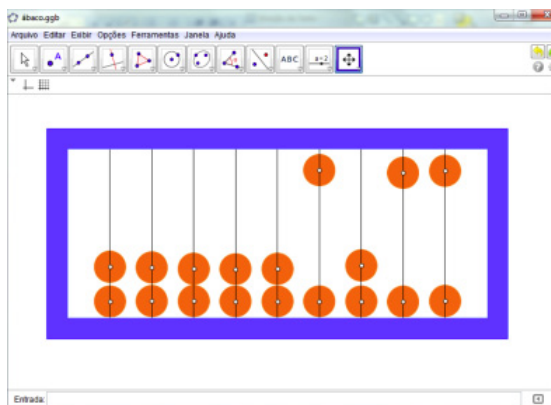 ábaco.ggb
Arquivo Editar Exibir Opções Ferramentas Janela Ajuda
A ABC a=2
Entrada: